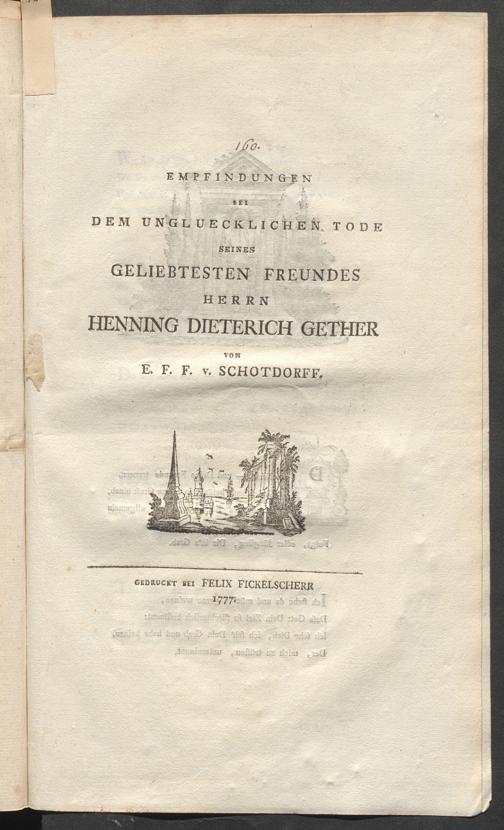 160.
EMPFINDUNGEN
BEI
DEM UNGLUECKLICHEN TODE
SEINES
GELIEBTESTEN FREUNDES
HERRN
HENNING DIETERICH GETHER
VON
E. F. F. v. SCHOTDORFF.
GEDRUCKT BEI FELIX FICKELSCHERR
1777.